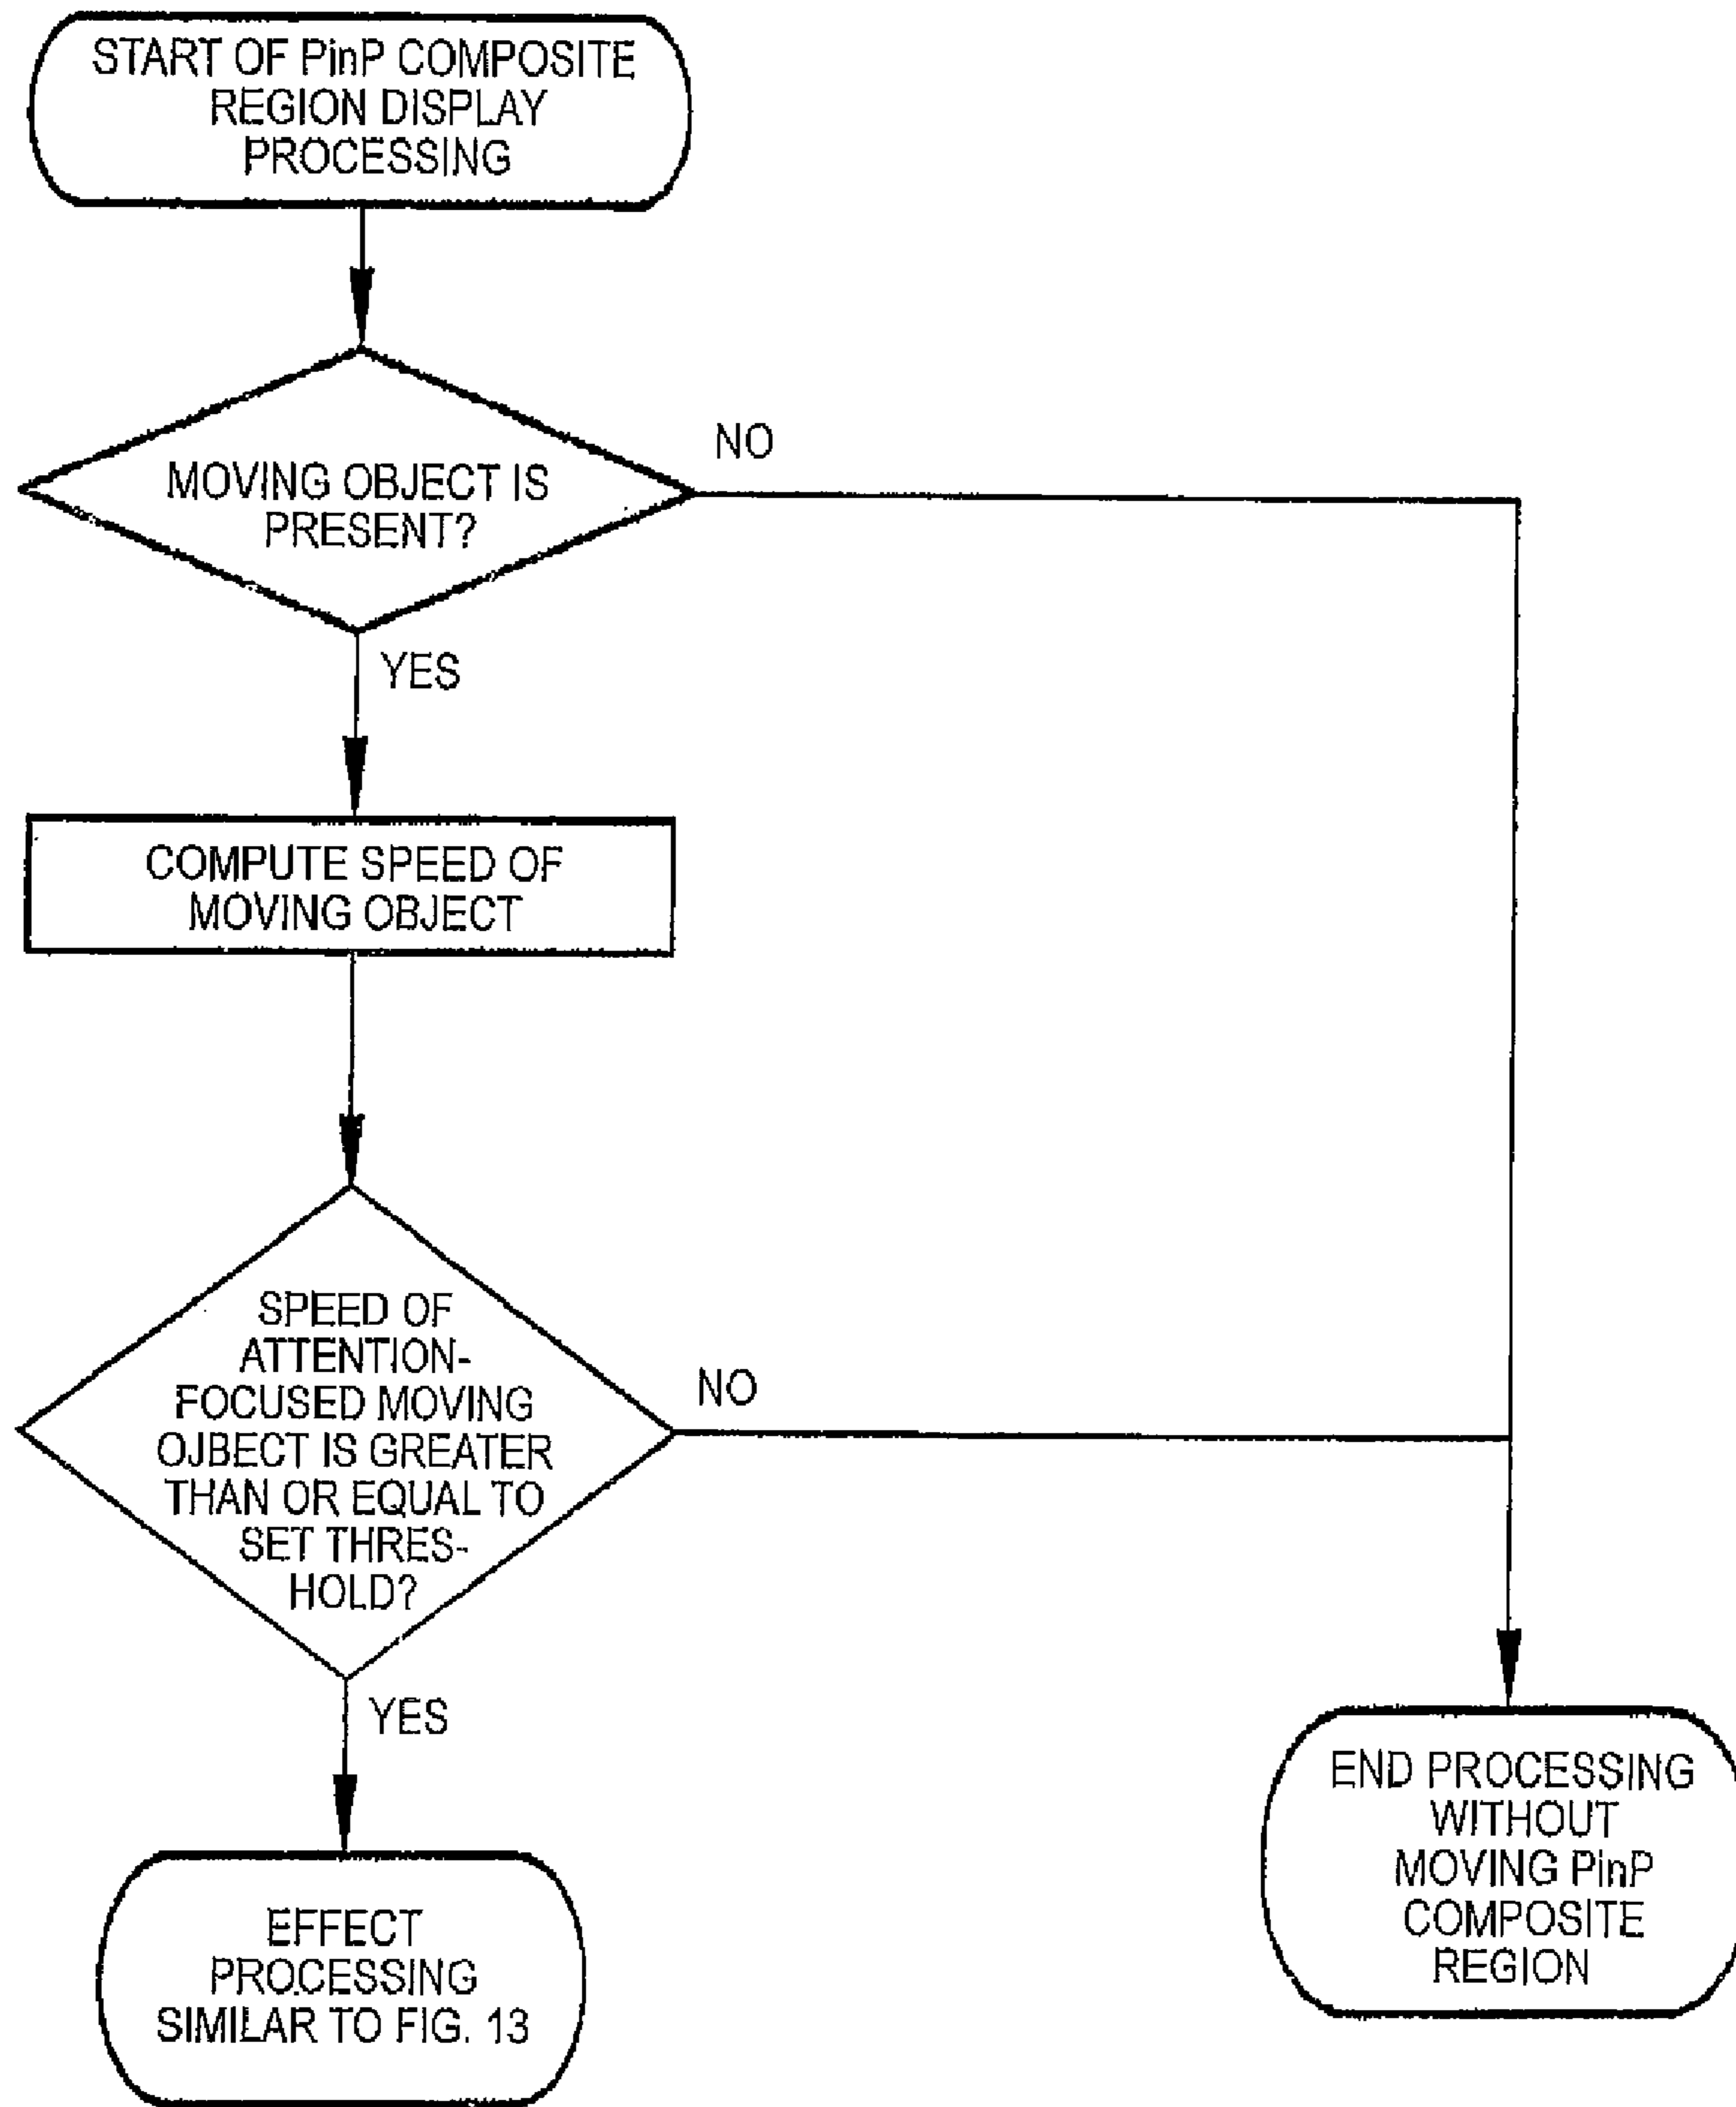 START OF PinP COMPOSITE
REGION DISPLAY
PROCESSING
MOVING OBJECT IS
PRESENT?
NO
YES
COMPUTE SPEED OF
MOVING OBJECT
SPEED OF
ATTENTION-
FOCUSED MOVING
OJBECT IS GREATER
THAN OR EQUAL TO
SET THRES-
HOLD?
NO
YES
EFFECT
PROCESSING
SIMILAR TO FIG. 13
END PROCESSING
WITHOUT
MOVING PinP
COMPOSITE
REGION